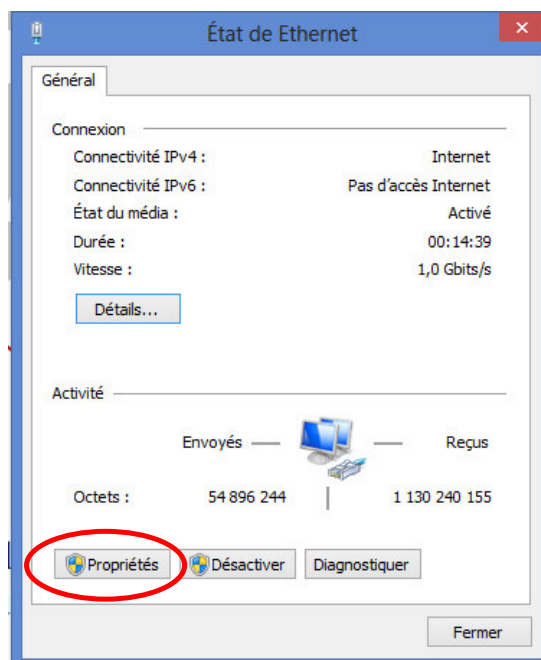 État de Ethernet
Général
Connexion
Connectivité IPv4 : Internet
Connectivité IPv6 : Pas d'accès Internet
État du média : Activé
Durée : 00:14:39
Vitesse : 1,0 Gbits/s
Détails...
Activité
Envoyés Reçus
Octets : 54 896 244 1 130 240 155
Propriétés Désactiver Diagnostiquer
Fermer